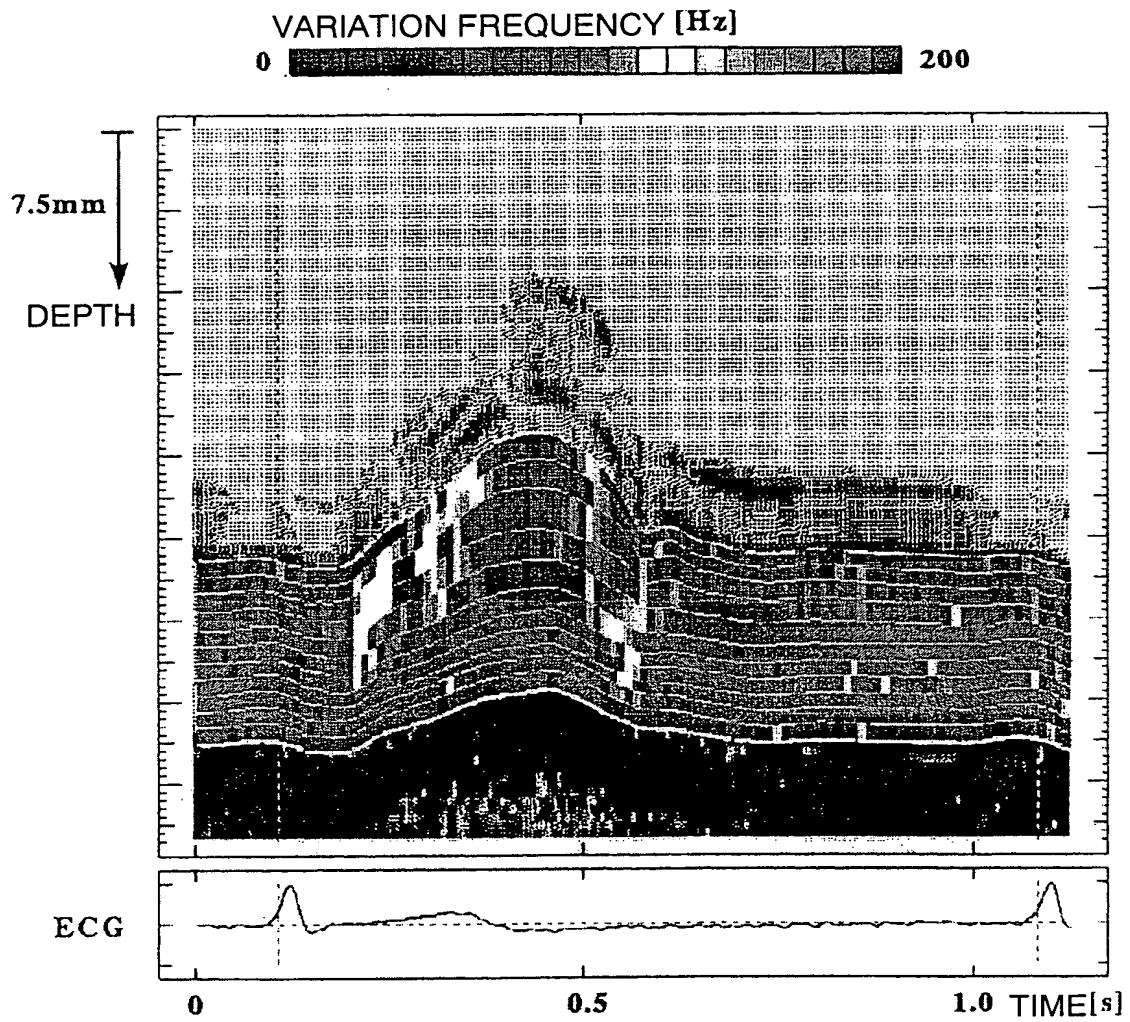 VARIATION FREQUENCY [Hz]
0 200
7.5mm
DEPTH
ECG
0 0.5 1.0 TIME[s]